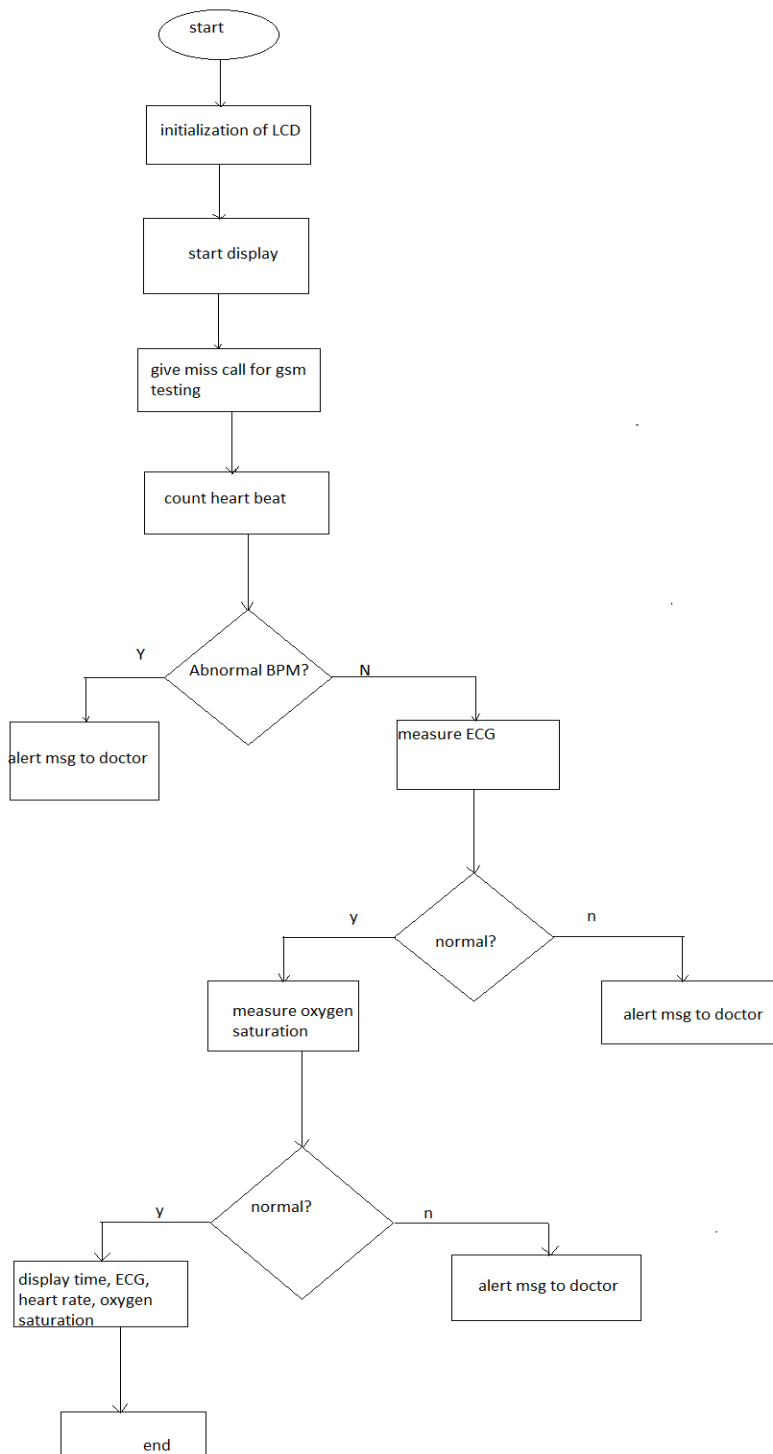 start
initialization of LCD
start display
give miss call for gsm
testing
count heart beat
Y
Abnormal BPM?
N
alert msg to doctor
measure ECG
y
normal?
n
measure oxygen
saturation
alert msg to doctor
y
normal?
n
display time, ECG,
heart rate, oxygen
saturation
alert msg to doctor
end